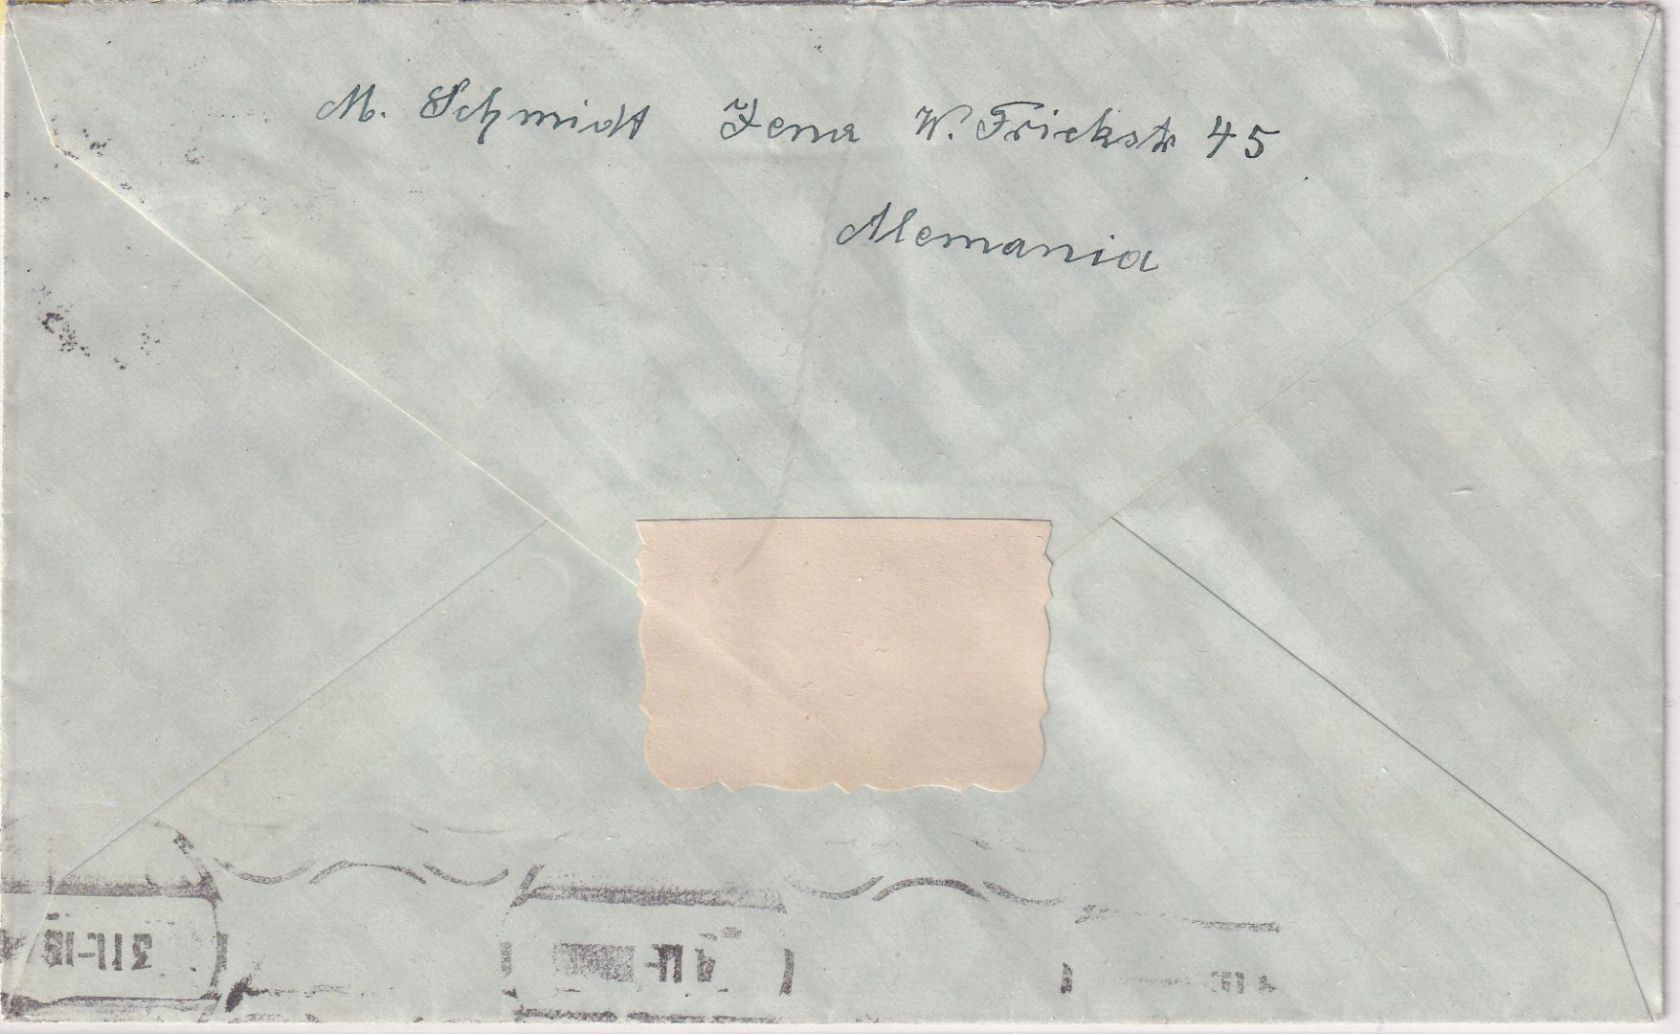 M. Schmidt Jena W. Frickstr 45
Alemania